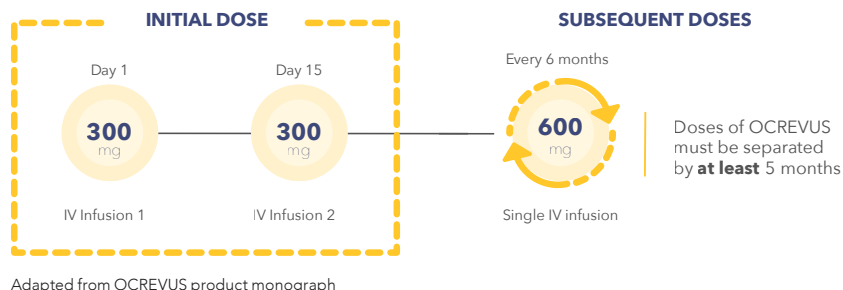 INITIAL DOSE
Day 1
Day 15
300
mg
300
mg
IV Infusion 1
IV Infusion 2
SUBSEQUENT DOSES
Every 6 months
600
mg
Single IV infusion
Doses of OCREVUS
must be separated
by at least 5 months
Adapted from OCREVUS product monograph